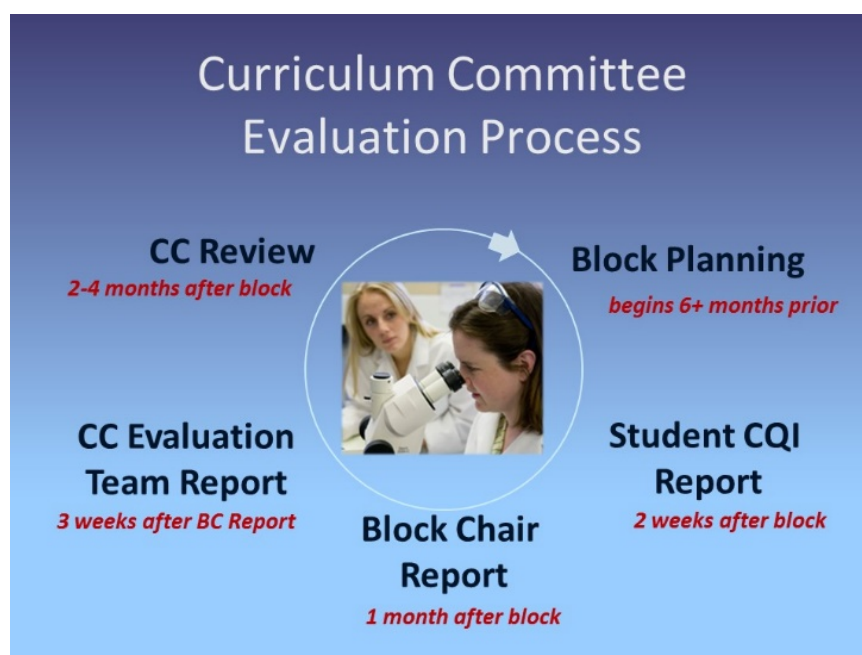 Curriculum Committee
Evaluation Process
CC Review
2-4 months after block
Block Planning
begins 6+ months prior
Student CQI
Report
2 weeks after block
Block Chair
Report
1 month after block
CC Evaluation
Team Report
3 weeks after BC Report